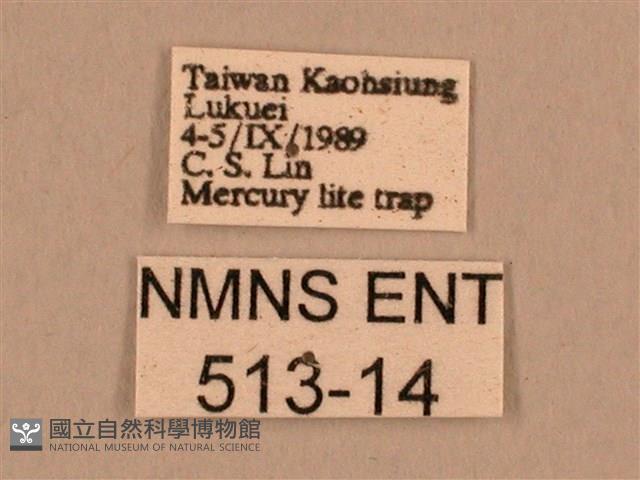 Taiwan Kaohsiung
Lukuei
4-5/IX/1989
C. S. Lin
Mercury lite trap
NMNS ENT
513-14
國立自然科學博物館
NATIONAL MUSEUM OF NATURAL SCIENCE